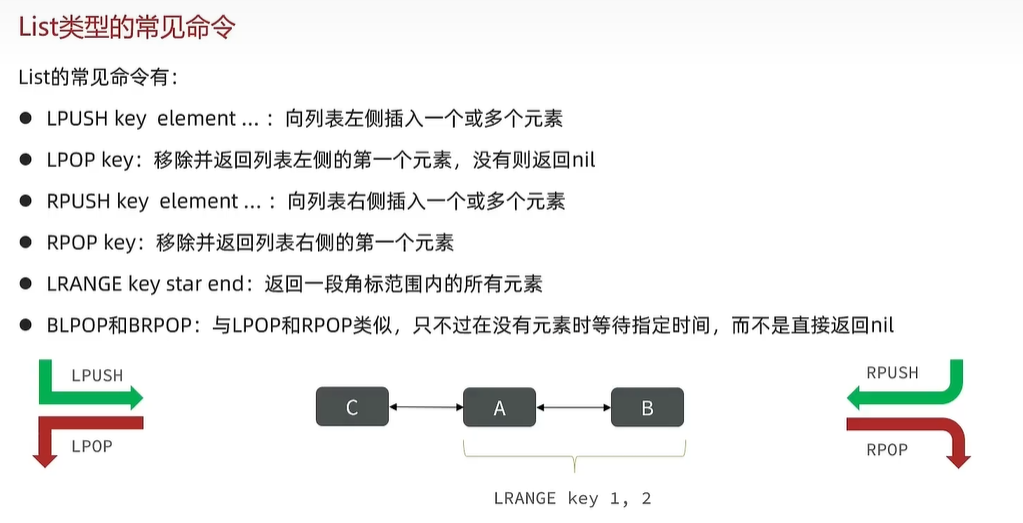 List类型的常见命令
List的常见命令有：
● LPUSH key element ... ：向列表左侧插入一个或多个元素
● LPOP key：移除并返回列表左侧的第一个元素，没有则返回nil
● RPUSH key element ... ：向列表右侧插入一个或多个元素
● RPOP key：移除并返回列表右侧的第一个元素
● LRANGE key star end：返回一段角标范围内的所有元素
● BLPOP和BRPOP：与LPOP和RPOP类似，只不过在没有元素时等待指定时间，而不是直接返回nil
LPUSH
LPOP
C
A
B
LRANGE key 1, 2
RPUSH
RPOP